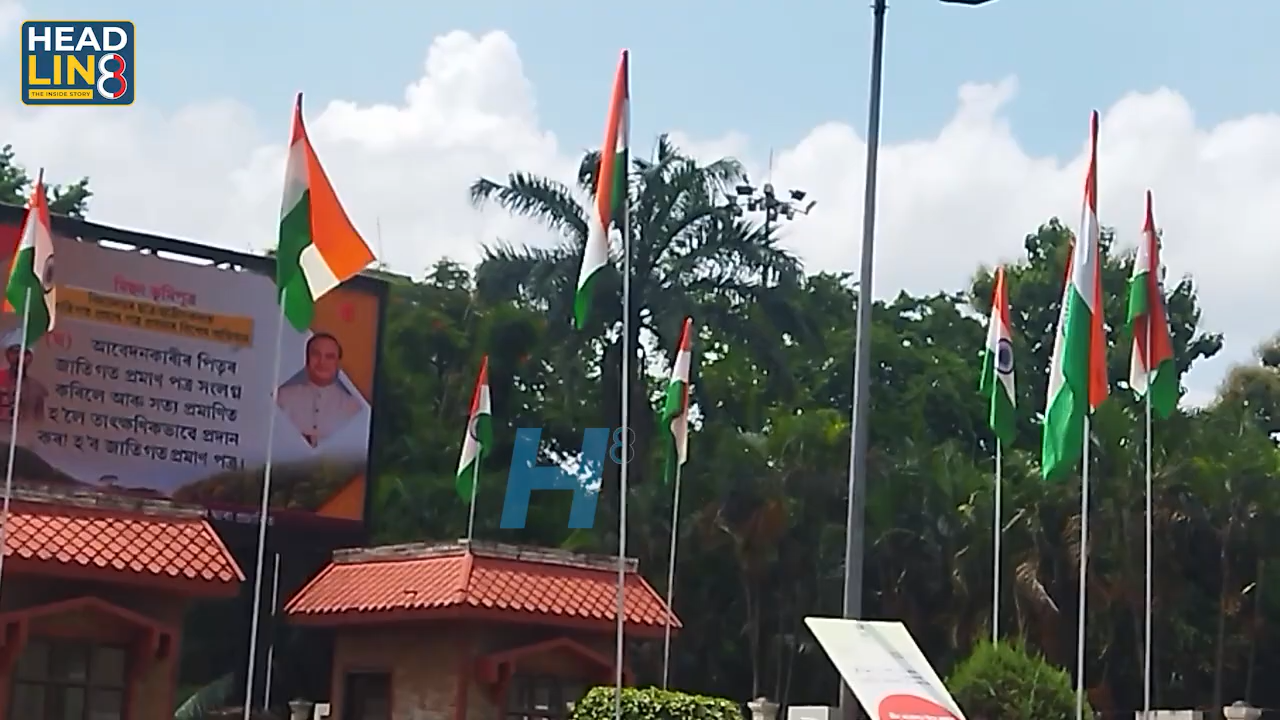 HEAD
LIN8
THE INSIDE STORY
মিছন ভূমিপুত্ৰ
(ঘ) আবেদনকাৰীৰ পিতৃৰ
জাতিগত প্ৰমাণ পত্ৰ সংলগ্ন
কৰিলে আৰু সত্য প্ৰমাণিত
হ'লে তাৎক্ষণিকভাবে প্ৰদান
কৰা হ'ব জাতিগত প্ৰমাণ পত্ৰ।
H8